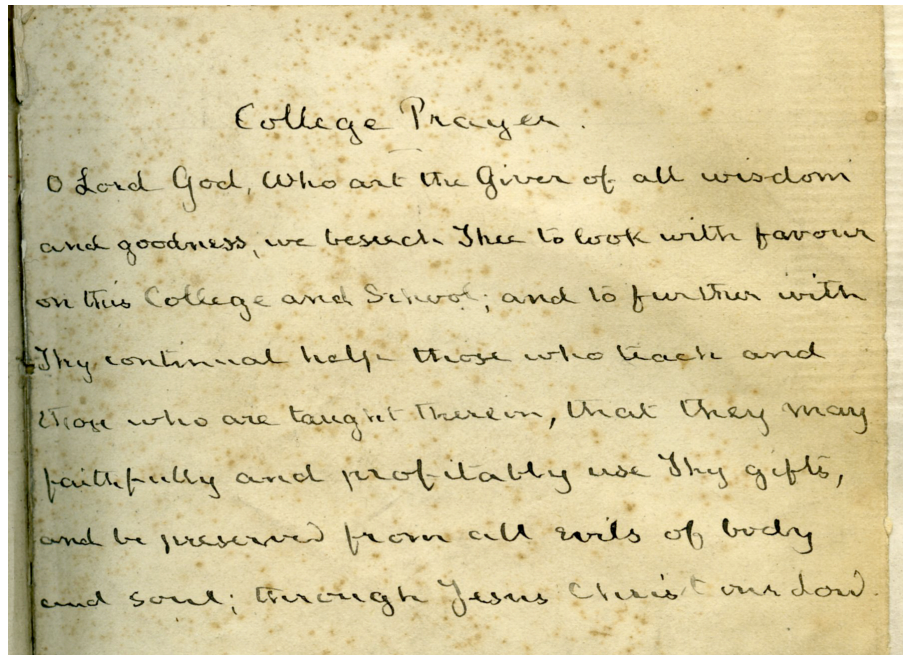 College Prayer.
O Lord God, Who art the Giver of all wisdom
and goodness, we beseech Thee to look with favour
on this College and School; and to further with
Thy continual help those who teach and
those who are taught therein, that they may
faithfully and profitably use Thy gifts,
and be preserved from all evils of body
and soul; through Jesus Christ our Lord.